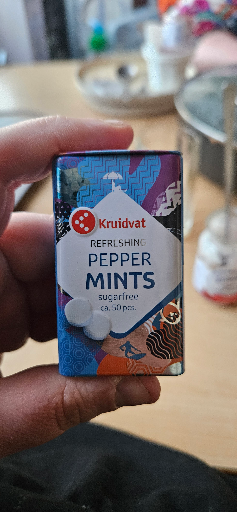 Kruidvat
REFRESHING
PEPPER
MINTS
sugarfree
ca. 50 pcs.